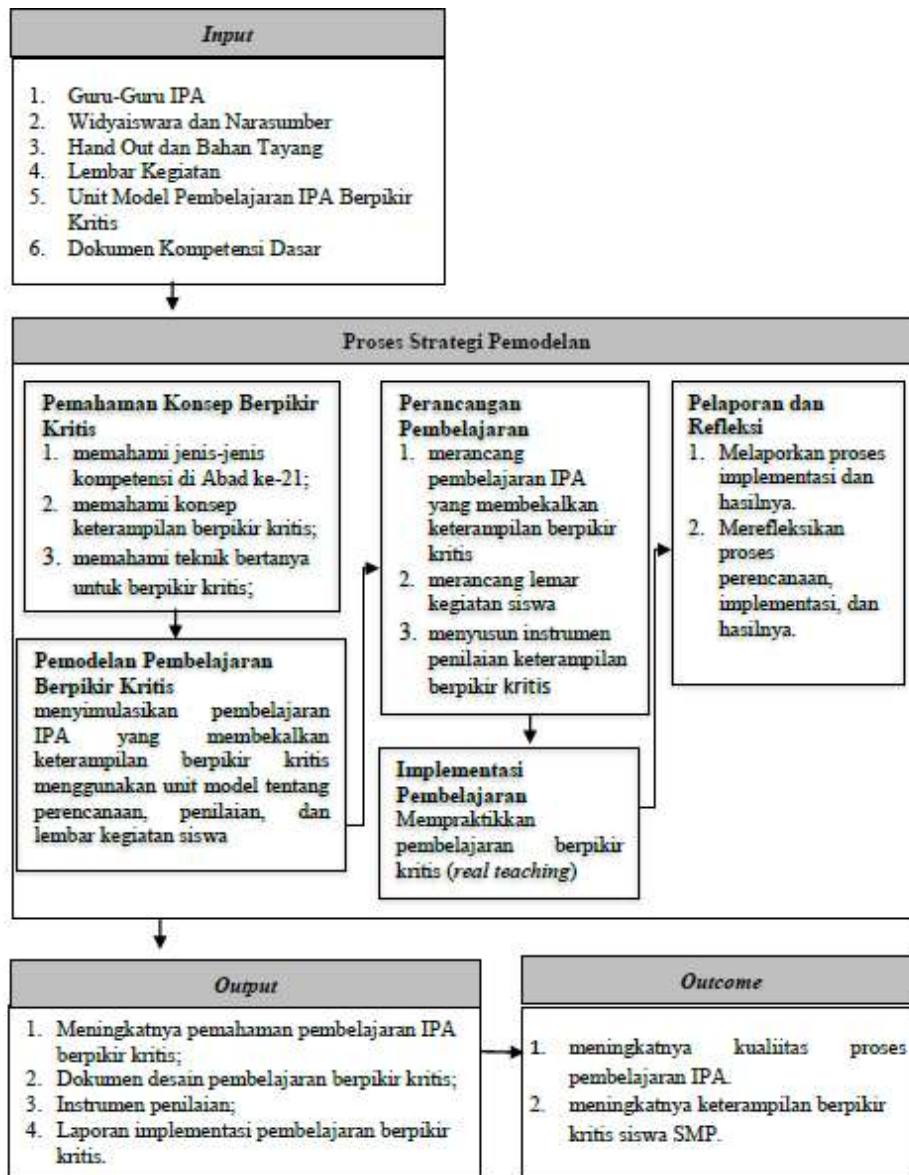 Input
1. Guru-Guru IPA
2. Widyaiswara dan Narasumber
3. Hand Out dan Bahan Tayang
4. Lembar Kegiatan
5. Unit Model Pembelajaran IPA Berpikir
Kritis
6. Dokumen Kompetensi Dasar
Proses Strategi Pemodelan
Pemahaman Konsep Berpikir
Kritis
1. memahami jenis-jenis
kompetensi di Abad ke-21;
2. memahami konsep
keterampilan berpikir kritis;
3. memahami teknik bertanya
untuk berpikir kritis;
Pemodelan Pembelajaran
Berpikir Kritis
menyimulasikan pembelajaran
IPA yang membekalkan
keterampilan berpikir kritis
menggunakan unit model tentang
perencanaan, penilaian, dan
lembar kegiatan siswa
Perancangan
Pembelajaran
1. merancang
pembelajaran IPA
yang membekalkan
keterampilan berpikir
kritis
2. merancang lemar
kegiatan siswa
3. menyusun instrumen
penilaian keterampilan
berpikir kritis
Implementasi
Pembelajaran
Mempraktikkan
pembelajaran berpikir
kritis (real teaching)
Pelaporan dan
Refleksi
1. Melaporkan proses
implementasi dan
hasilnya.
2. Merefleksikan
proses
perencanaan,
implementasi, dan
hasilnya.
Output
1. Meningkatnya pemahaman pembelajaran IPA
berpikir kritis;
2. Dokumen desain pembelajaran berpikir kritis;
3. Instrumen penilaian;
4. Laporan implementasi pembelajaran berpikir
kritis.
Outcome
1. meningkatnya kualiitas proses
pembelajaran IPA.
2. meningkatnya keterampilan berpikir
kritis siswa SMP.